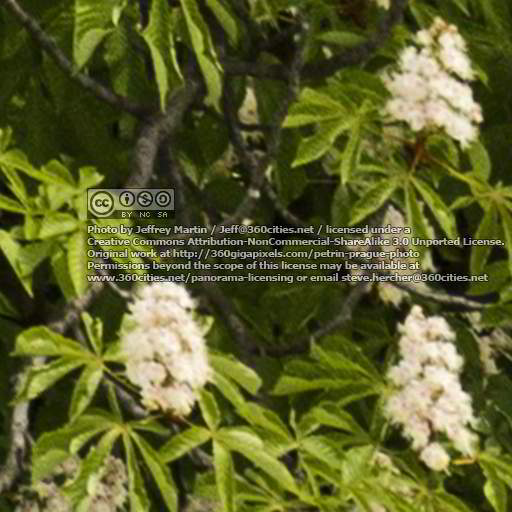 cc BY NC SA
Photo by Jeffrey Martin / Jeff@360cities.net / licensed under a
Creative Commons Attribution-NonCommercial-ShareAlike 3.0 Unported License.
Original work at http://360gigapixels.com/petrin-prague-photo
Permissions beyond the scope of this license may be available at
www.360cities.net/panorama-licensing or email steve.hercher@360cities.net